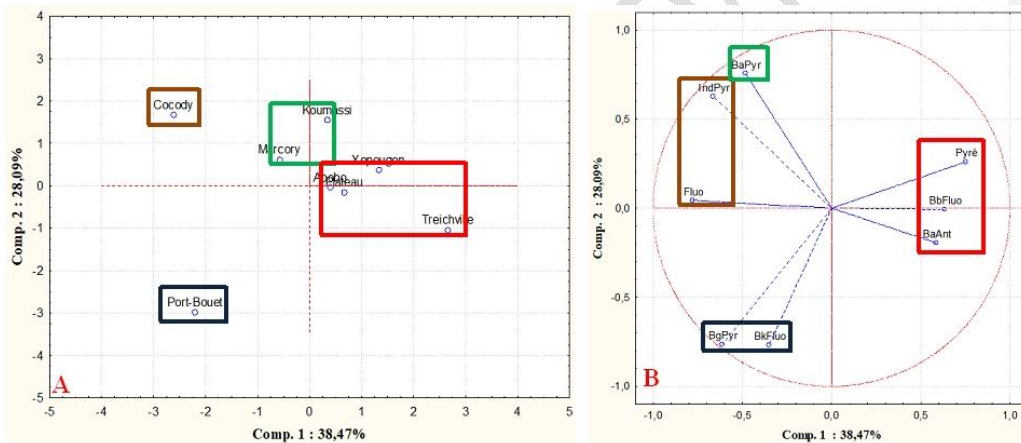 4
3
2
1
0
-1
-2
-3
-4
-5
Comp. 2 : 28,09%
Cocody
Koumassi
Marcory
Yopougon
Abobo
Plateau
Treichville
Port-Bouet
A
-5
-4
-3
-2
-1
0
1
2
3
4
5
Comp. 1 : 38,47%
1,0
0,5
0,0
-0,5
-1,0
Comp. 2 : 28,09%
BaPyr
IndPyr
Pyrè
Fluo
BbFluo
BaAnt
BgPyr
BkFluo
B
-1,0
-0,5
0,0
0,5
1,0
Comp. 1 : 38,47%